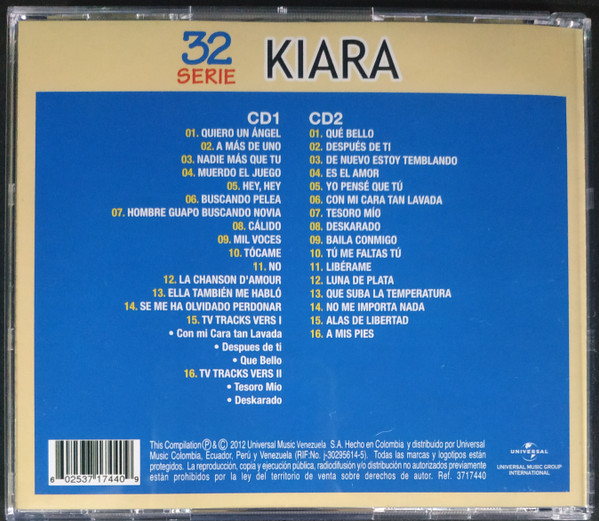 32
SERIE
KIARA
CD1
01. QUIERO UN ÁNGEL
02. A MÁS DE UNO
03. NADIE MÁS QUE TU
04. MUERDO EL JUEGO
05. HEY, HEY
06. BUSCANDO PELEA
07. HOMBRE GUAPO BUSCANDO NOVIA
08. CÁLIDO
09. MIL VOCES
10. TÓCAME
11. NO
12. LA CHANSON D'AMOUR
13. ELLA TAMBIÉN ME HABLÓ
14. SE ME HA OLVIDADO PERDONAR
15. TV TRACKS VERS I
• Con mi Cara tan Lavada
• Despues de ti
• Que Bello
16. TV TRACKS VERS II
• Tesoro Mio
• Deskarado
CD2
01. QUÉ BELLO
02. DESPUÉS DE TI
03. DE NUEVO ESTOY TEMBLANDO
04. ES EL AMOR
05. YO PENSÉ QUE TÚ
06. CON MI CARA TAN LAVADA
07. TESORO MÍO
08. DESKARADO
09. BAILA CONMIGO
10. TÚ ME FALTAS TÚ
11. LIBÉRAME
12. LUNA DE PLATA
13. QUE SUBA LA TEMPERATURA
14. NO ME IMPORTA NADA
15. ALAS DE LIBERTAD
16. A MIS PIES
6 02537 17440 9
This Compilation Ⓟ & © 2012 Universal Music Venezuela S.A. Hecho en Colombia y distribuido por Universal
Music Colombia, Ecuador, Perú y Venezuela (RIF:No. j-30295614-5). Todas las marcas y logotipos están
protegidos. La reproducción, copia y ejecución pública, radiodifusión y/o distribución no autorizados previamente
están prohibidos por la ley del territorio de venta sobre derechos de autor. Ref. 3717440
UNIVERSAL
UNIVERSAL MUSIC GROUP
INTERNATIONAL